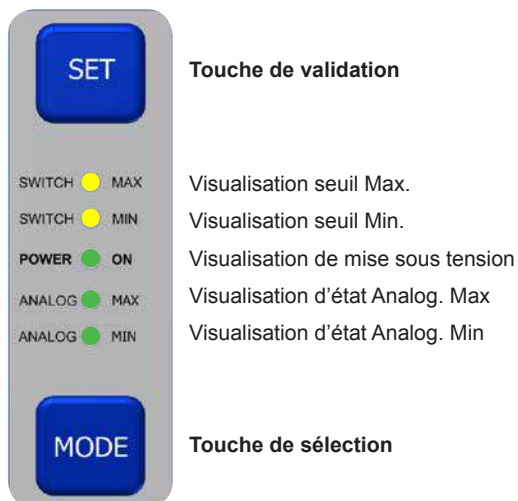 SET Touche de validation
SWITCH MAX Visualisation seuil Max.
SWITCH MIN Visualisation seuil Min.
POWER ON Visualisation de mise sous tension
ANALOG MAX Visualisation d’état Analog. Max
ANALOG MIN Visualisation d’état Analog. Min
MODE Touche de sélection